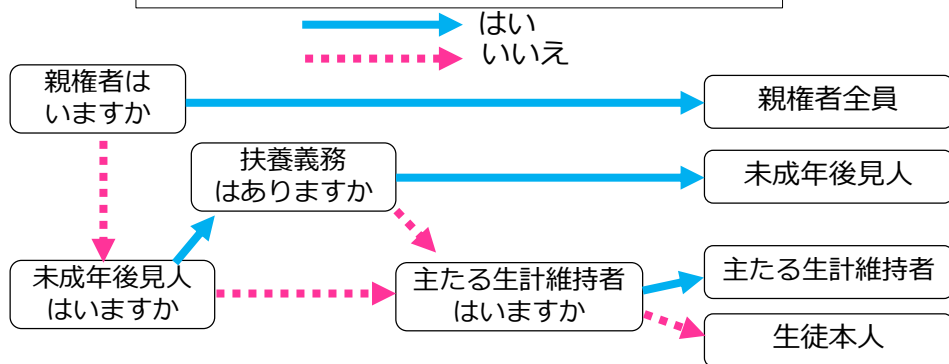 はい
いいえ
親権者は
いますか
親権者全員
扶養義務
はありますか
未成年後見人
未成年後見人
はいますか
主たる生計維持者
はいますか
主たる生計維持者
生徒本人